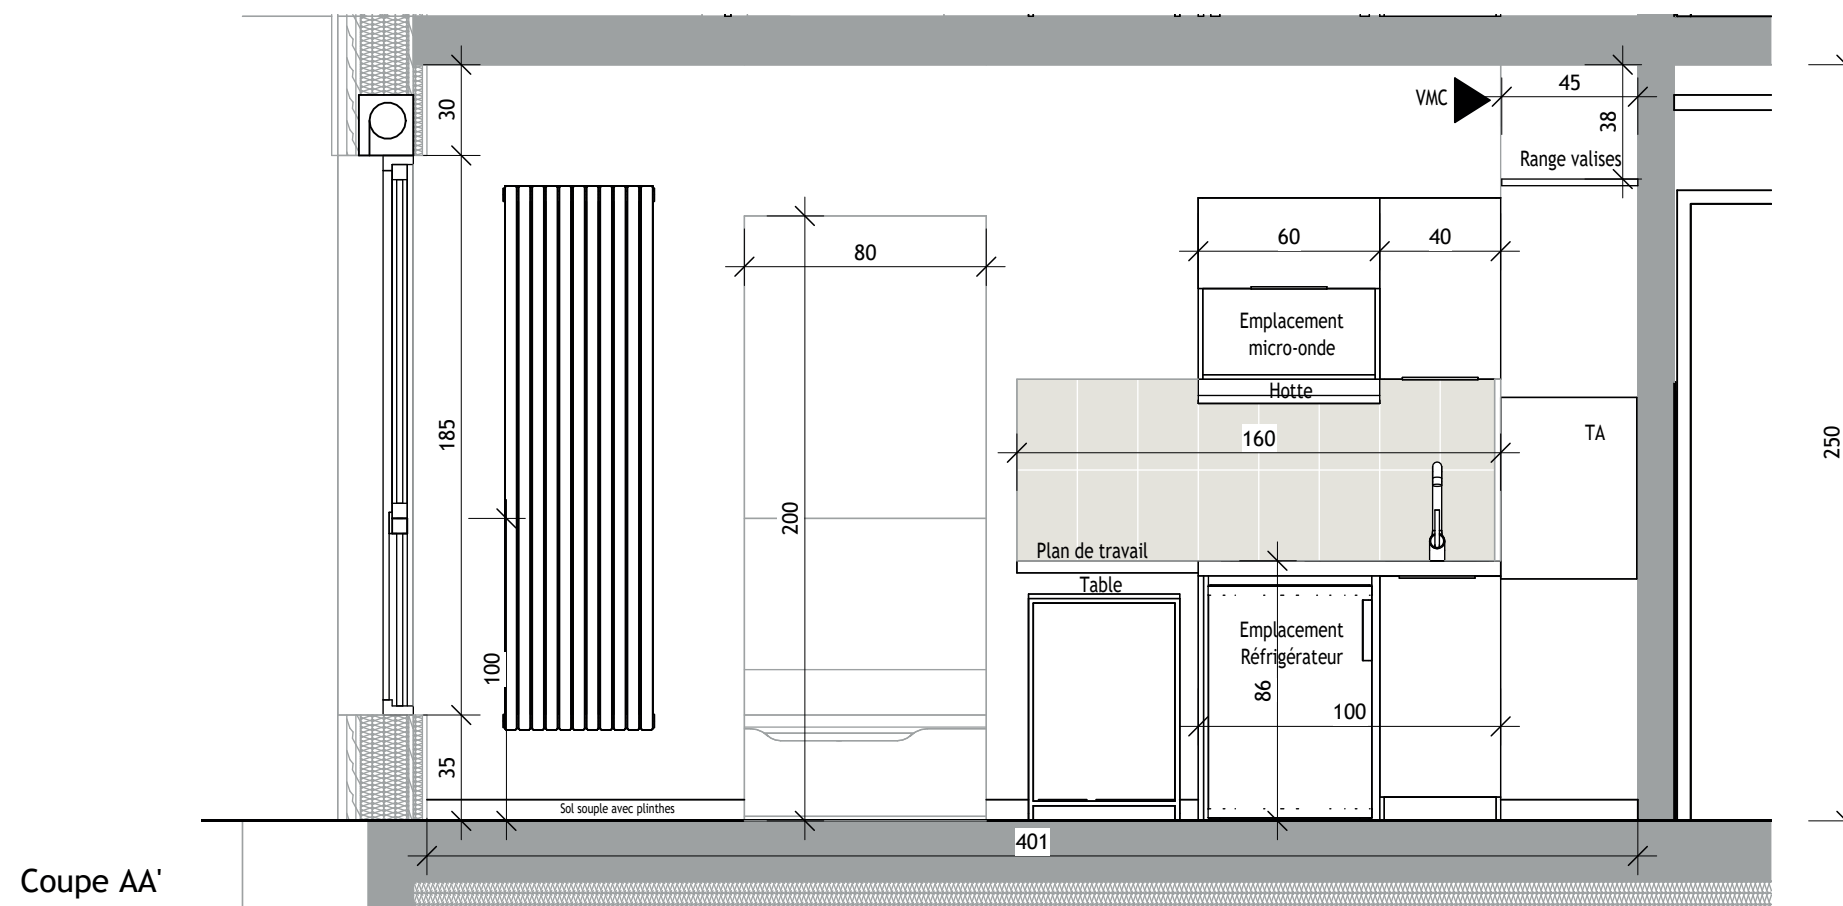 30
VMC
45
38
Range valises
80
60
40
Emplacement
micro-onde
Hotte
185
160
TA
250
200
Plan de travail
Table
100
Emplacement
Réfrigérateur
86
100
35
Sol souple avec plinthes
401
Coupe AA'